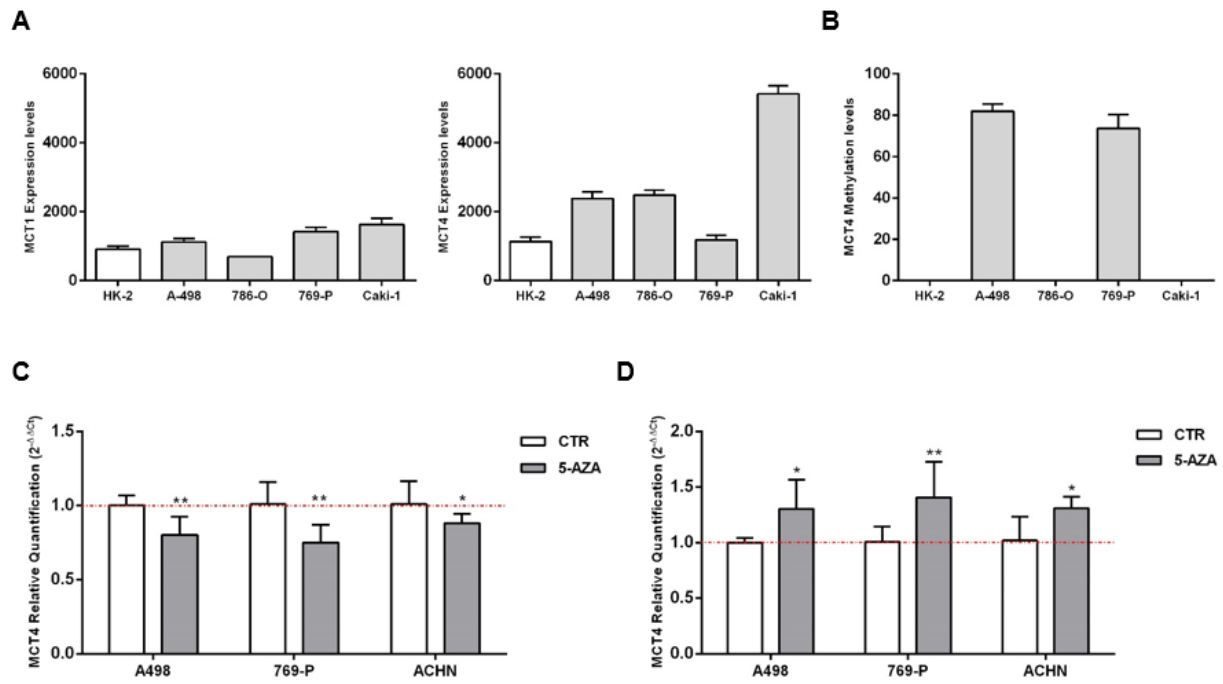 A
MCT1 Expression levels
6000
4000
2000
0
HK-2 A-498 786-O 769-P Caki-1
MCT4 Expression levels
6000
4000
2000
0
HK-2 A-498 786-O 769-P Caki-1
B
MCT4 Methylation levels
100
80
60
40
20
0
HK-2 A-498 786-O 769-P Caki-1
C
MCT4 Relative Quantification (2^-ΔΔCt)
1.5
1.0
0.5
0.0
** ** *
A498 769-P ACHN
CTR
5-AZA
D
MCT4 Relative Quantification (2^-ΔΔCt)
2.0
1.5
1.0
0.5
0.0
* ** *
A498 769-P ACHN
CTR
5-AZA